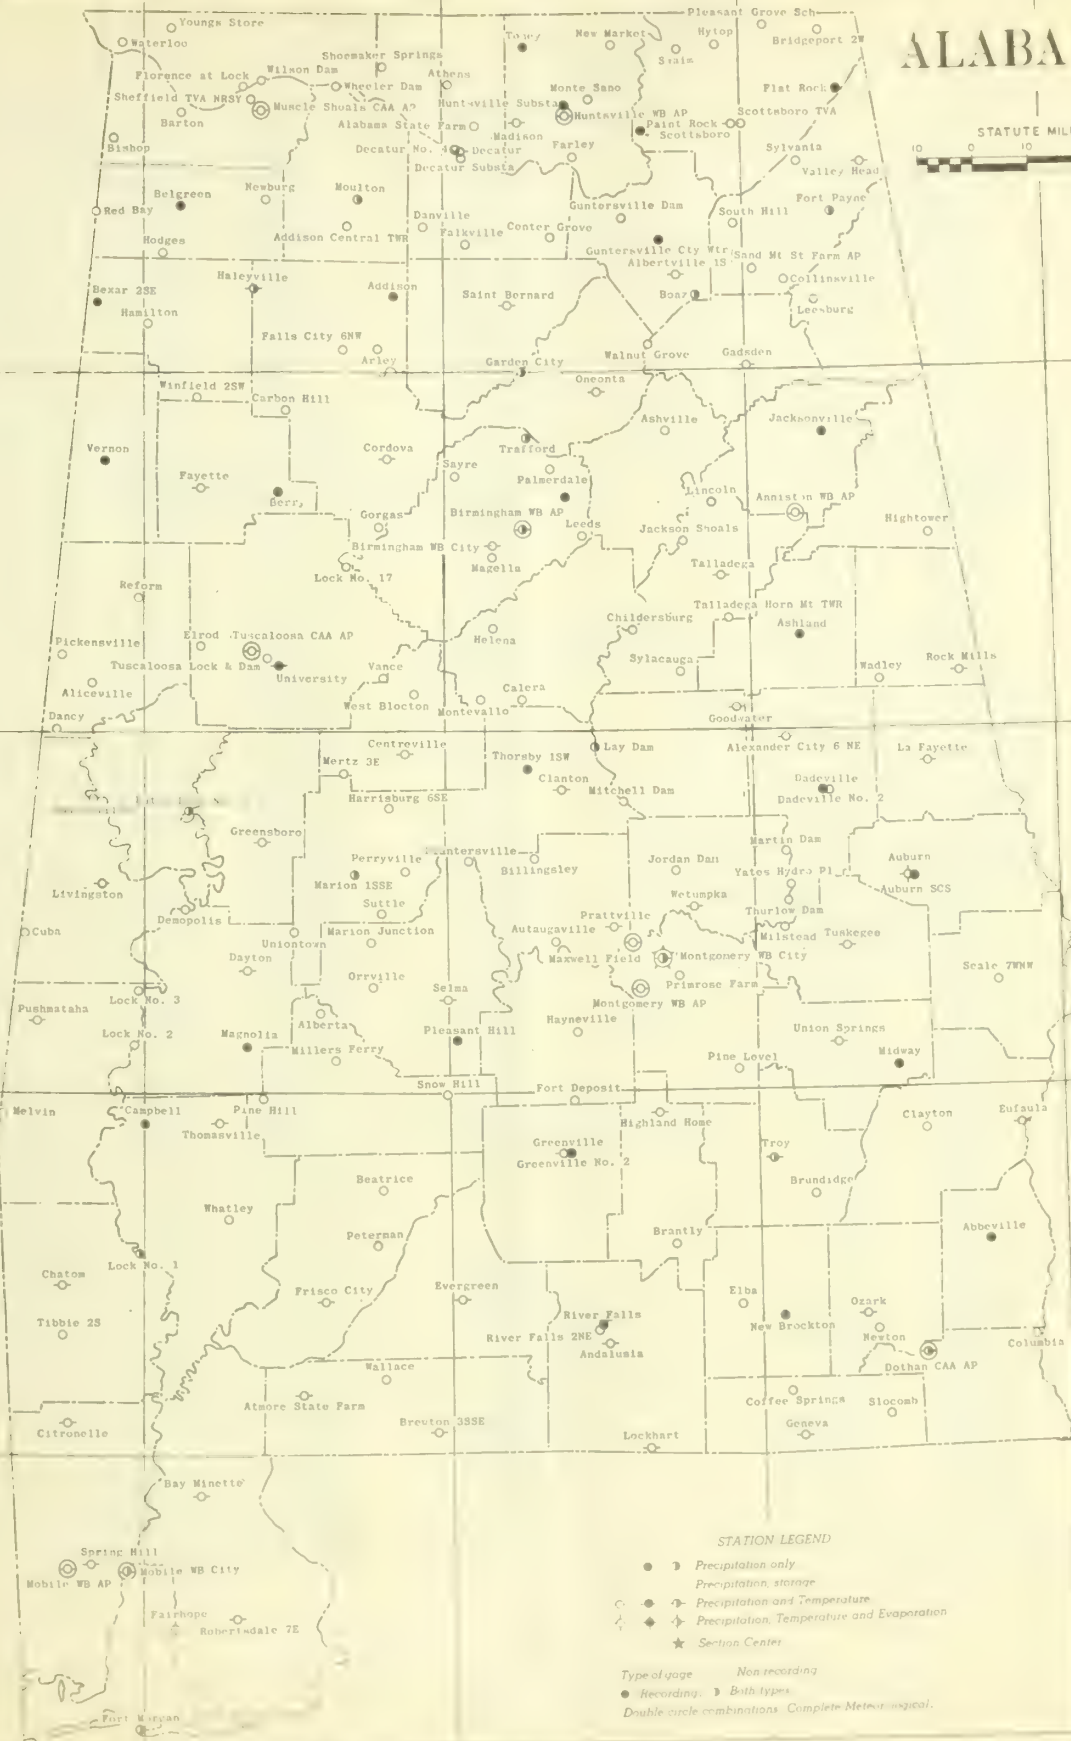 ALABA
STATUTE MIL
10 0 10
Pleasant Grove Sch
Youngs Store
Bridgeport 2W
Waterloo
Toney
New Market
Hytop
Swaim
Shoemaker Springs
Florence at Lock
Wilson Dam
Wheeler Dam
Athens
Monte Sano
Flat Rock
Sheffield TVA NRSY
Muscle Shoals CAA AP
Huntsville Substa
Huntsville WB AP
Scottsboro TVA
Barton
Alabama State Farm
Madison
Paint Rock
Scottsboro
Bishop
Decatur No. 4
Decatur
Farley
Sylvania
Decatur Substa
Valley Head
Belgreen
Newburg
Moulton
Guntersville Dam
Fort Payne
Red Bay
Danville
South Hill
Hodges
Addison Central TWR
Falkville
Center Grove
Guntersville Cty Wtr
Sand Mt St Farm AP
Albertville 1S
Collinsville
Haleyville
Bexar 2SE
Addison
Saint Bernard
Boaz
Leesburg
Hamilton
Falls City 6NW
Arley
Garden City
Walnut Grove
Gadsden
Winfield 2SW
Oneonta
Carbon Hill
Ashville
Jacksonville
Vernon
Cordova
Trafford
Fayette
Sayre
Palmerdale
Lincoln
Anniston WB AP
Berry
Gorgas
Birmingham WB AP
Leeds
Jackson Shoals
Hightower
Birmingham WB City
Magella
Lock No. 17
Talladega
Reform
Talladega Horn Mt TWR
Pickensville
Elrod
Tuscaloosa CAA AP
Helena
Childersburg
Ashland
Tuscaloosa Lock & Dam
University
Vance
Sylacauga
Wadley
Rock Mills
Aliceville
West Blocton
Montevallo
Calera
Dancy
Goodwater
Centreville
Lay Dam
Alexander City 6 NE
La Fayette
Mertz 3E
Thorsby 1SW
Clanton
Mitchell Dam
Dadeville
Dadeville No. 2
Harrisburg 6SE
Greensboro
Martin Dam
Perryville
Plantersville
Billingsley
Jordan Dam
Auburn
Marion 1SSE
Yates Hydro Pl
Auburn SCS
Livingston
Suttle
Wetumpka
Thurlow Dam
Demopolis
Prattville
Cuba
Uniontown
Marion Junction
Autaugaville
Milstead
Tuskegee
Dayton
Maxwell Field
Montgomery WB City
Seale 7WNW
Orrville
Selma
Primrose Farm
Lock No. 3
Montgomery WB AP
Pushmataha
Alberta
Hayneville
Lock No. 2
Magnolia
Pleasant Hill
Union Springs
Millers Ferry
Pine Level
Midway
Snow Hill
Fort Deposit
Melvin
Campbell
Pine Hill
Highland Home
Clayton
Eufaula
Thomasville
Greenville
Troy
Greenville No. 2
Beatrice
Brundidge
Whatley
Abbeville
Peterman
Brantly
Lock No. 1
Chatom
Frisco City
Evergreen
Elba
Ozark
Tibbie 2S
River Falls
New Brockton
Newton
River Falls 2NE
Andalusia
Columbia
Wallace
Dothan CAA AP
Atmore State Farm
Coffee Springs
Slocomb
Citronelle
Brewton 3SSE
Lockhart
Geneva
Bay Minette
Spring Hill
Mobile WB AP
Mobile WB City
Fairhope
Robertsdale 7E
Fort Morgan
STATION LEGEND
Precipitation only
Precipitation, storage
Precipitation and Temperature
Precipitation, Temperature and Evaporation
Section Center
Type of gage Non recording
Recording. Both types
Double circle combinations. Complete Meteorological.